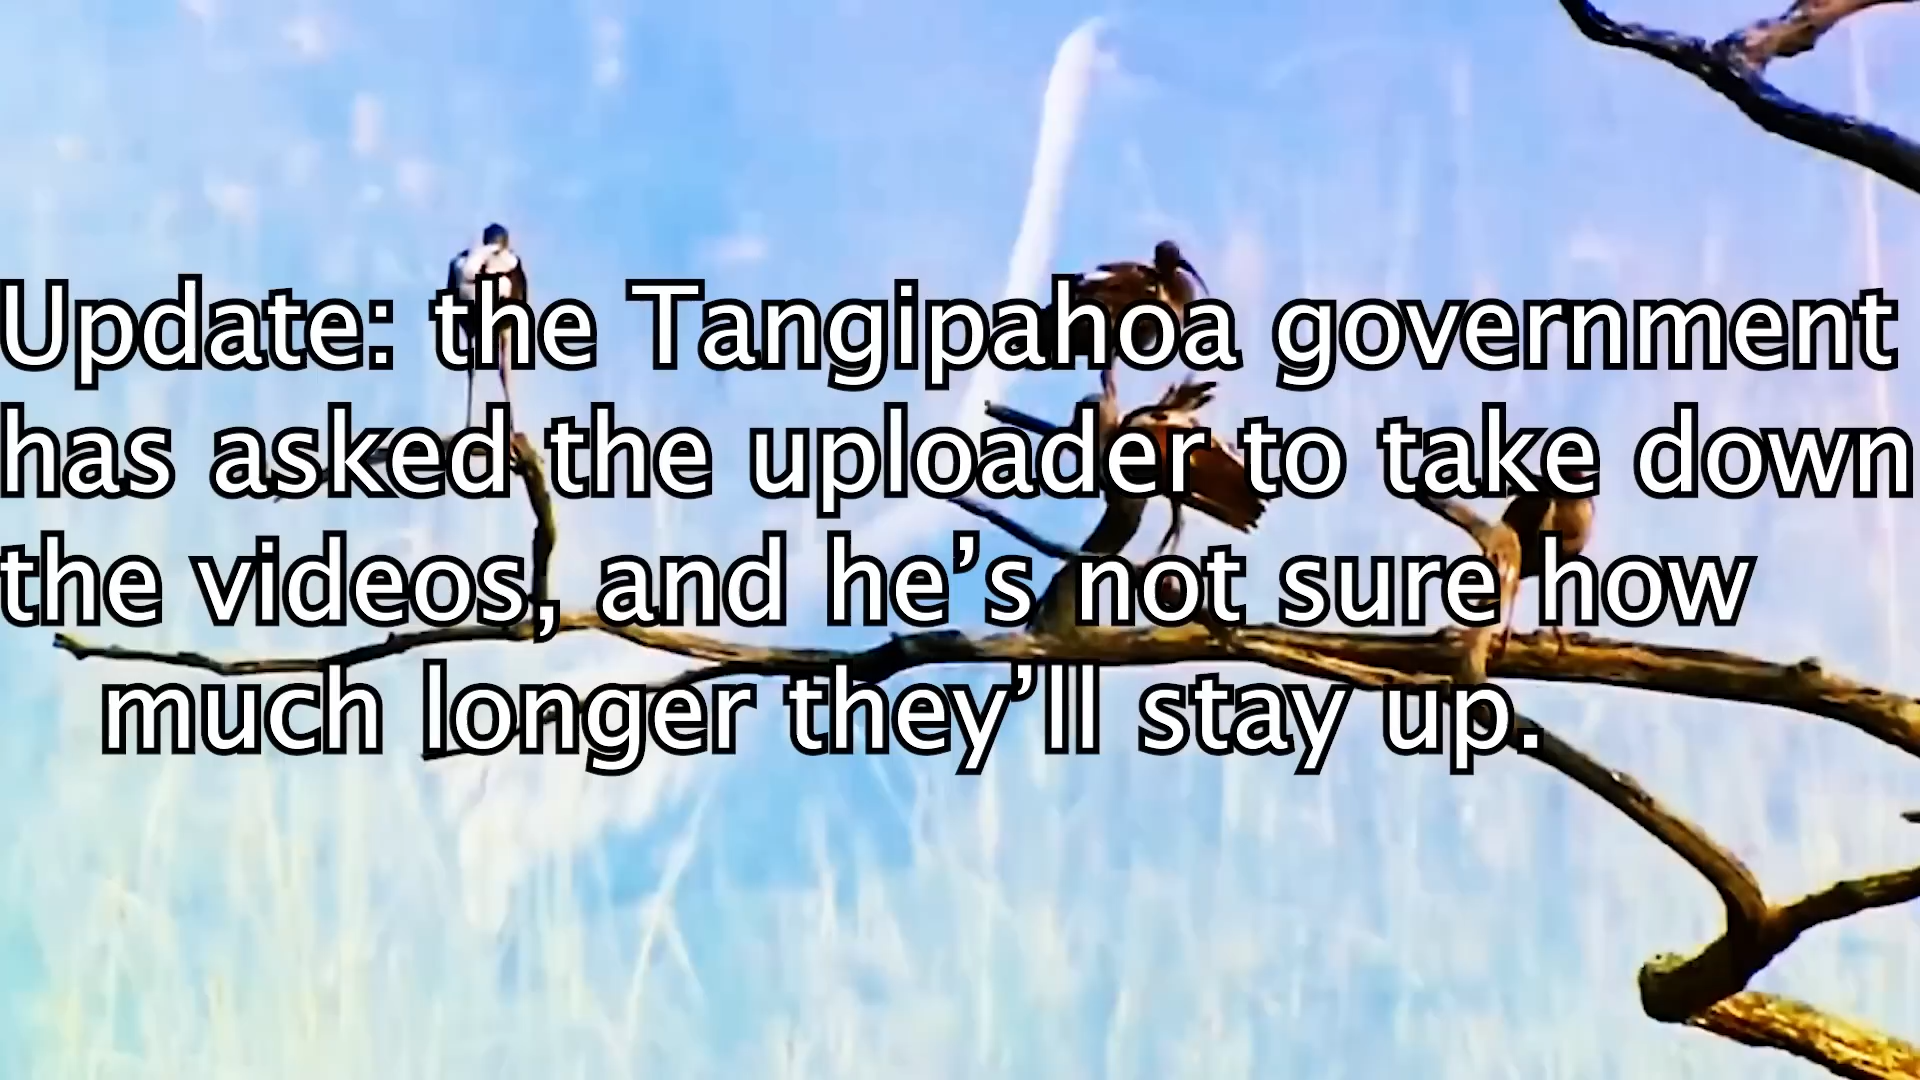 Update: the Tangipahoa government
has asked the uploader to take down
the videos, and he’s not sure how
much longer they’ll stay up.